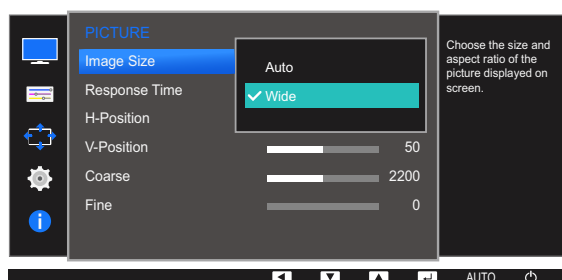 PICTURE
Image Size
Auto
Response Time
Wide
H-Position
V-Position 50
Coarse 2200
Fine 0
Choose the size and
aspect ratio of the
picture displayed on
screen.
AUTO